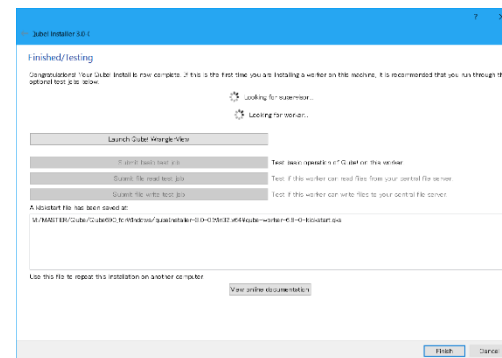 ?
Qube! Installer 3.0-0
Finished/Testing
Congratulations! Your Qube! install is now complete. If this is the first time you are installing a worker on this machine, it is recommended that you run through th
optional test jobs below.
Looking for supervisor...
Looking for worker...
Launch Qube! WranglerView
Submit basic test job
Test basic operation of Qube! on this worker
Submit file read test job
Test if this worker can read files from your central file server.
Submit file write test job
Test if this worker can write files to your central file server.
A kickstart file has been saved at:
Use this file to repeat this installation on another computer.
View online documentation
Finish
Cance